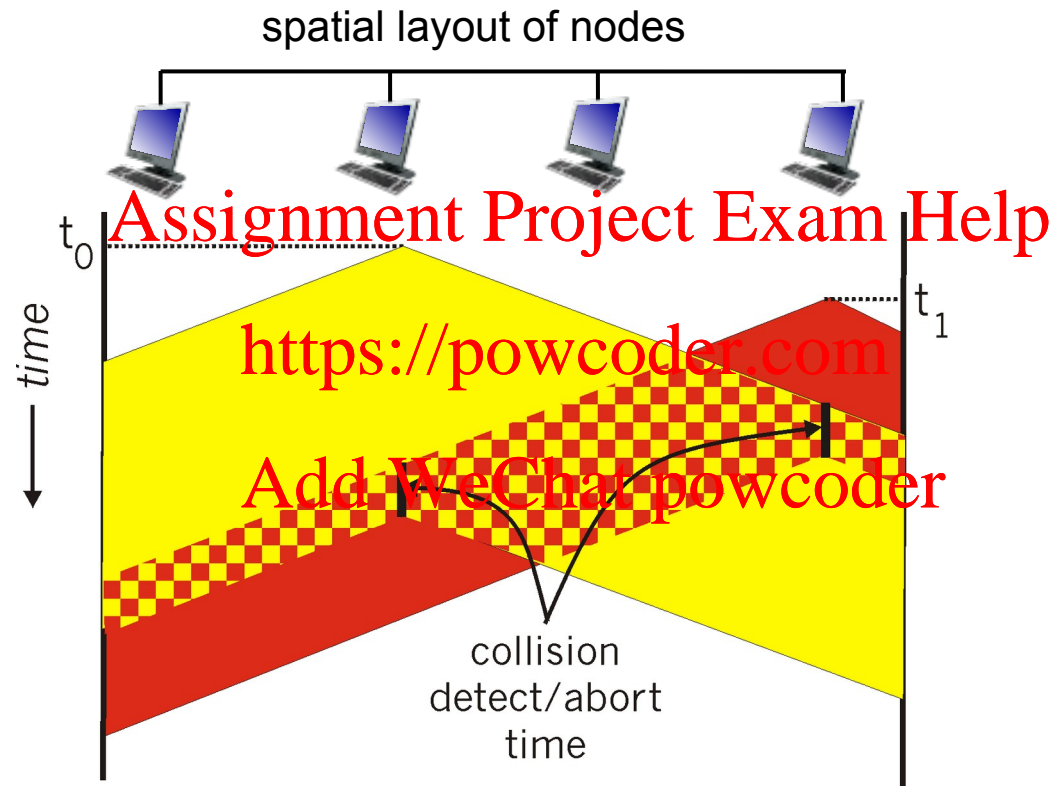 spatial layout of nodes
Assignment Project Exam Help
t0
t1
time
https://powcoder.com
Add WeChat powcoder
collision
detect/abort
time